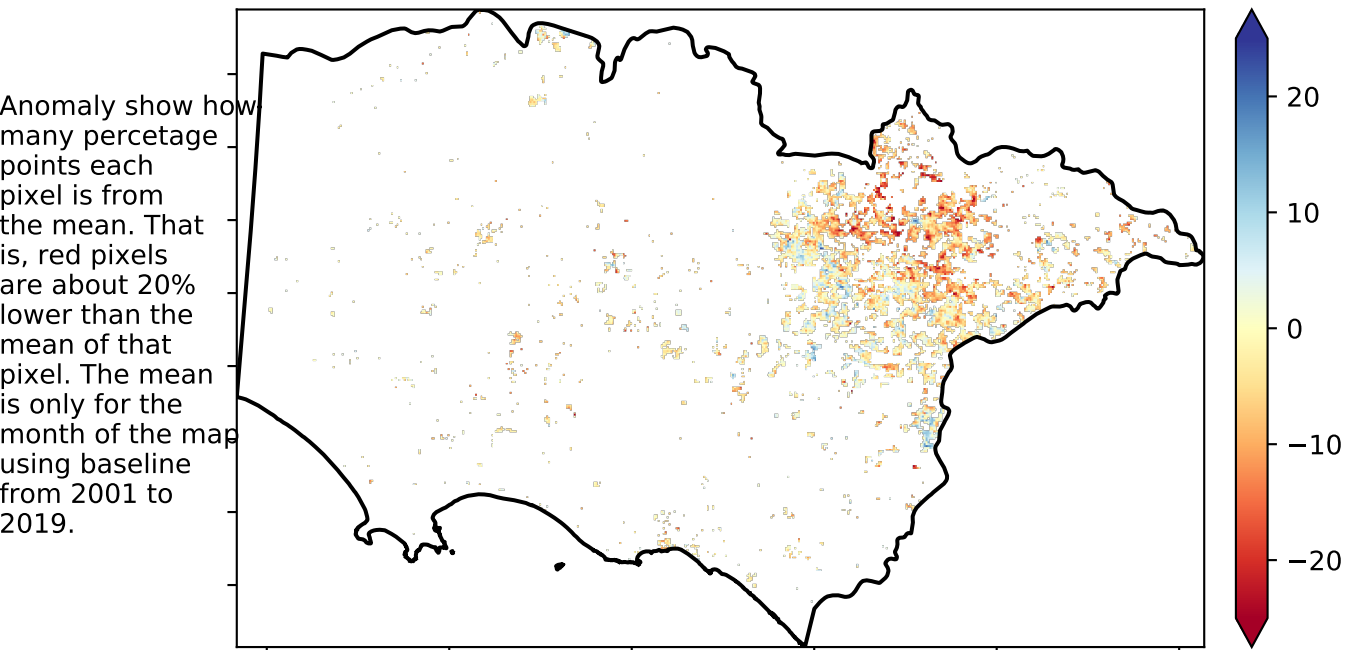 Anomaly show how
many percetage
points each
pixel is from
the mean. That
is, red pixels
are about 20%
lower than the
mean of that
pixel. The mean
is only for the
month of the map
using baseline
from 2001 to
2019.
20
10
0
−10
−20